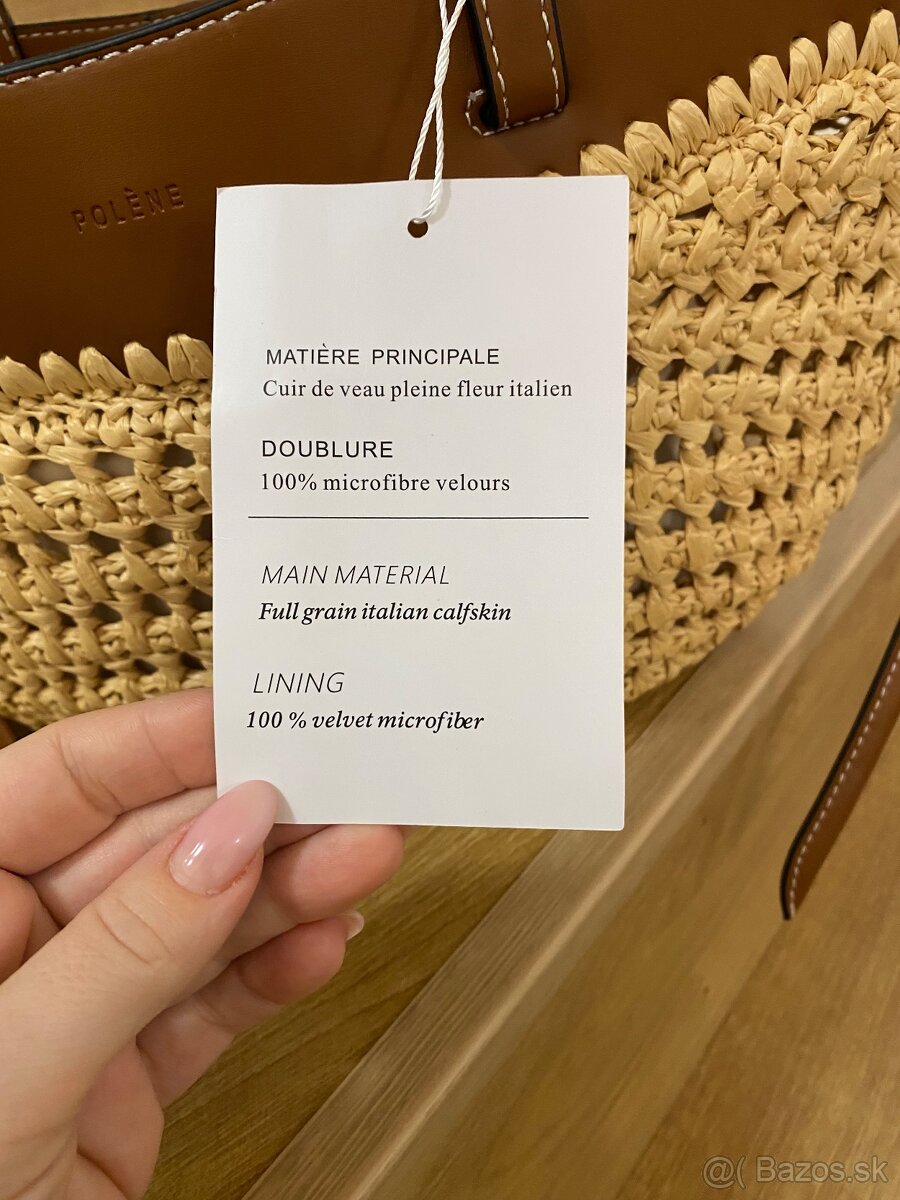 POLÈNE
MATIÈRE PRINCIPALE
Cuir de veau pleine fleur italien
DOUBLURE
100% microfibre velours
MAIN MATERIAL
Full grain italian calfskin
LINING
100 % velvet microfiber
@( Bazos.sk